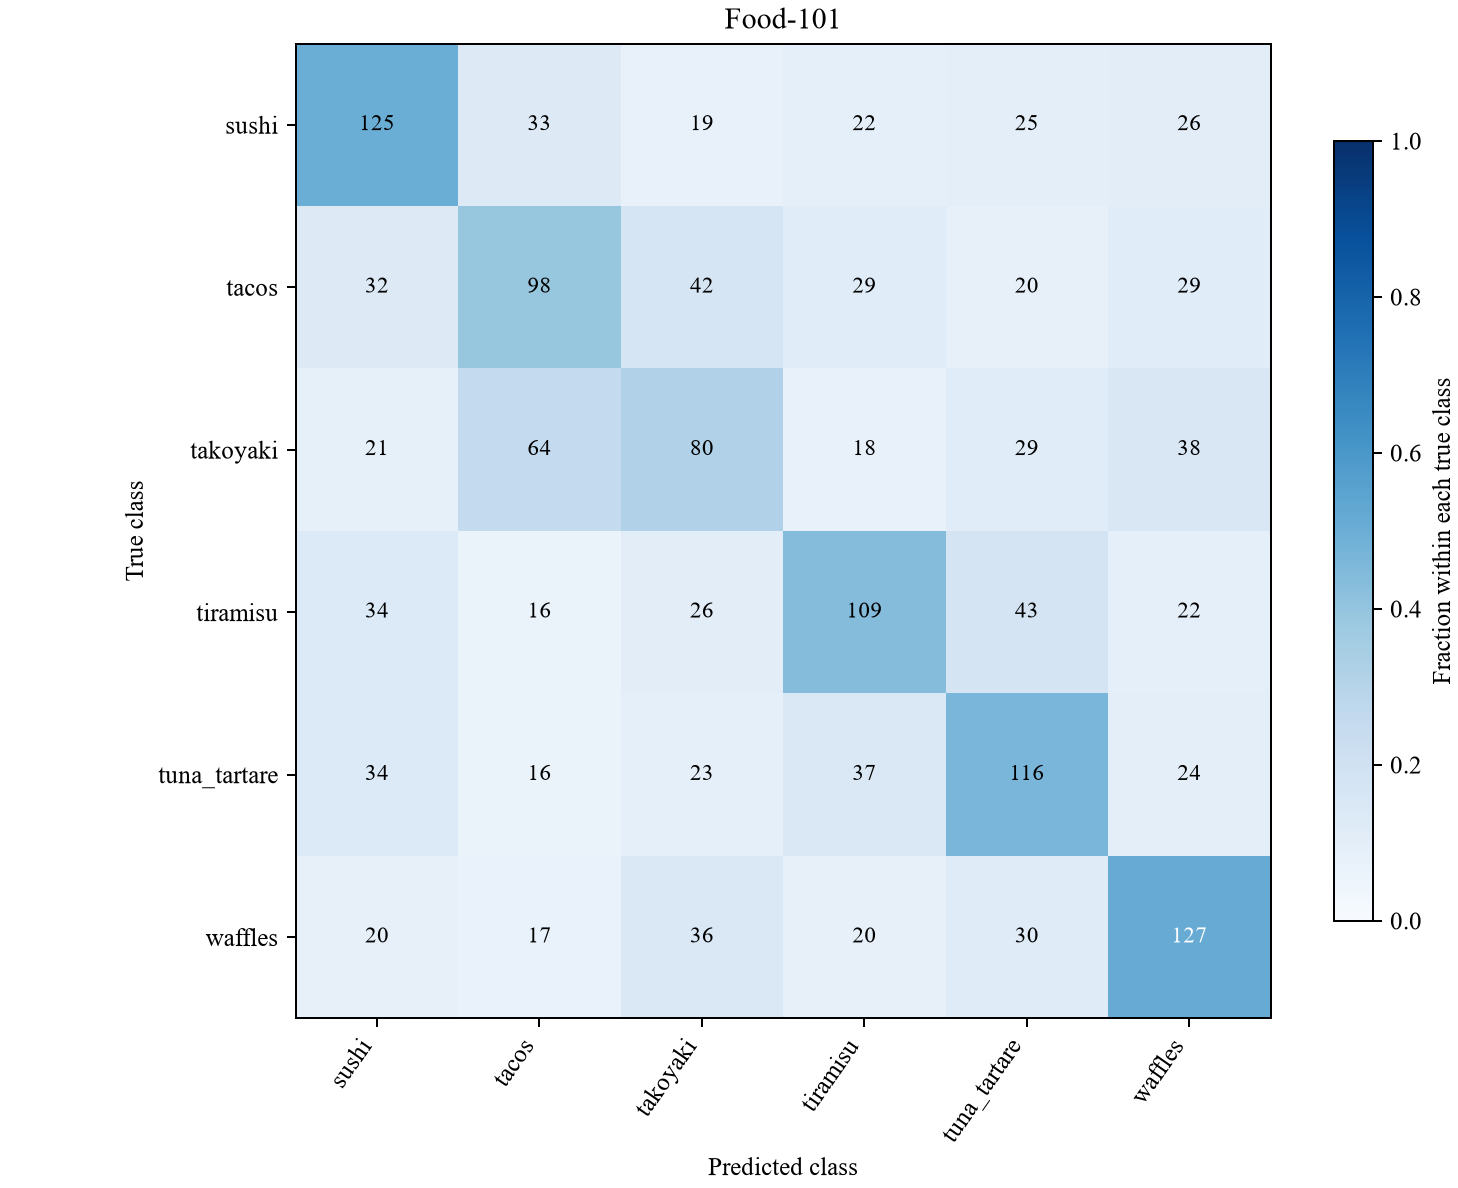 Food-101
sushi 125 33 19 22 25 26
tacos 32 98 42 29 20 29
takoyaki 21 64 80 18 29 38
tiramisu 34 16 26 109 43 22
tuna_tartare 34 16 23 37 116 24
waffles 20 17 36 20 30 127
True class
sushi tacos takoyaki tiramisu tuna_tartare waffles
Predicted class
1.0
0.8
0.6
0.4
0.2
0.0
Fraction within each true class